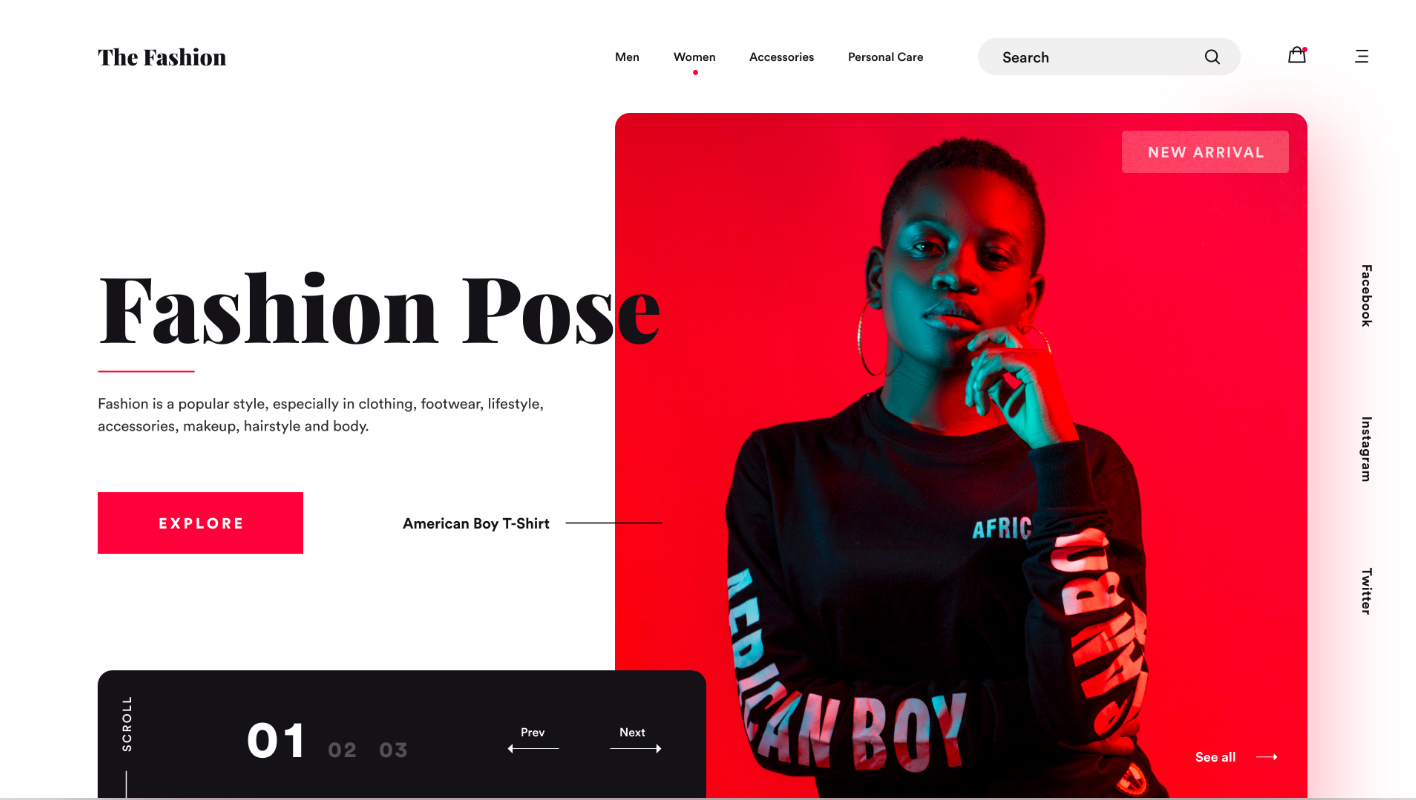 The Fashion
Men
Women
Accessories
Personal Care
Search
NEW ARRIVAL
Fashion Pose
Fashion is a popular style, especially in clothing, footwear, lifestyle,
accessories, makeup, hairstyle and body.
EXPLORE
American Boy T-Shirt
AFRIC
AFRICAN BOY
Facebook
Instagram
Twitter
SCROLL
01
02
03
Prev
Next
See all